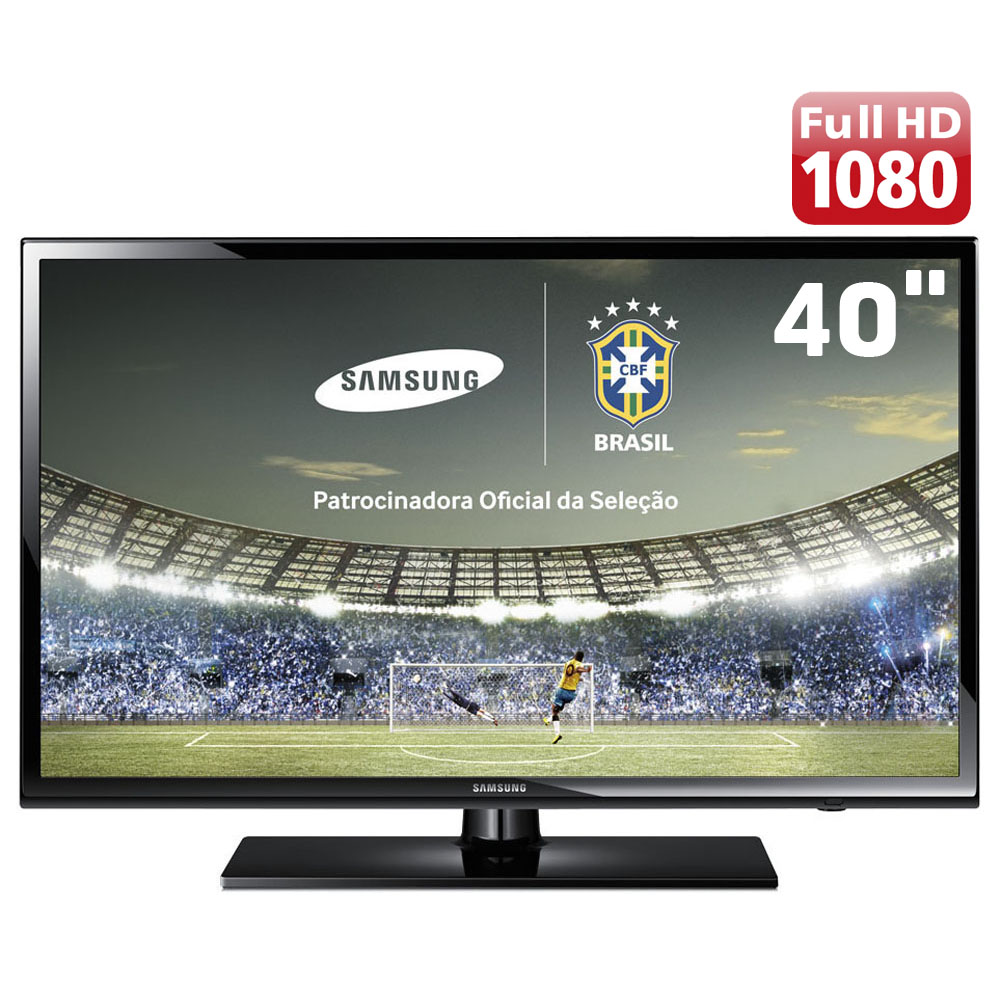 Full HD
1080
40"
SAMSUNG
CBF
BRASIL
Patrocinadora Oficial da Seleção
SAMSUNG